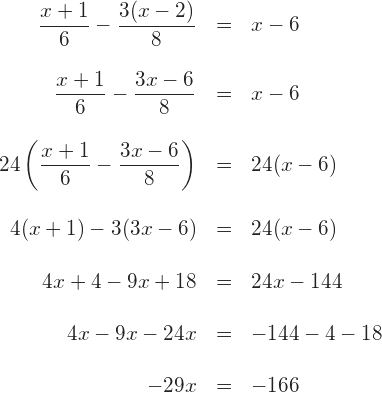 (x + 1)/6 − 3(x − 2)/8 = x − 6
(x + 1)/6 − (3x − 6)/8 = x − 6
24((x + 1)/6 − (3x − 6)/8) = 24(x − 6)
4(x + 1) − 3(3x − 6) = 24(x − 6)
4x + 4 − 9x + 18 = 24x − 144
4x − 9x − 24x = −144 − 4 − 18
−29x = −166